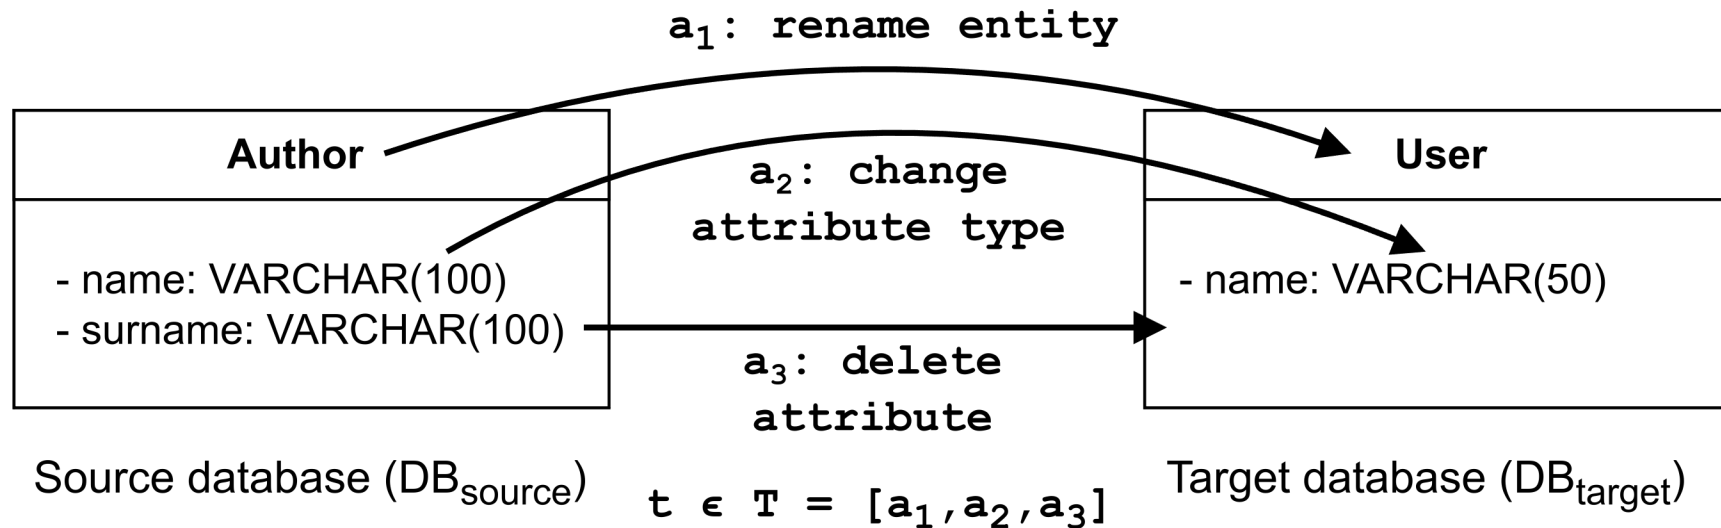 a₁: rename entity
Author
User
a₂: change
attribute type
- name: VARCHAR(100)
- surname: VARCHAR(100)
- name: VARCHAR(50)
a₃: delete
attribute
Source database (DBsource)
Target database (DBtarget)
t ϵ T = [a₁,a₂,a₃]